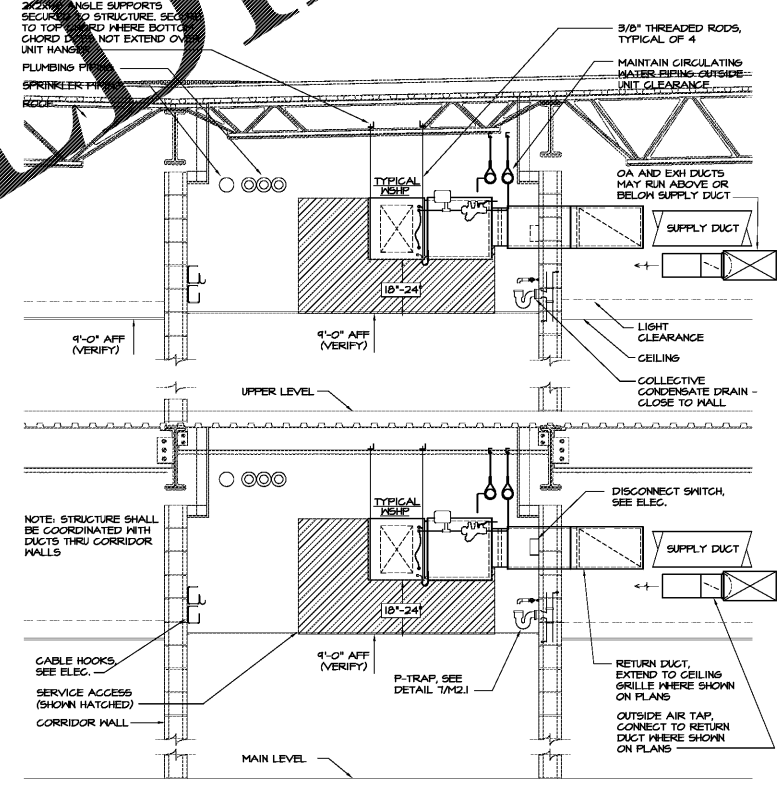 2x2x1/8 ANGLE SUPPORTS
SECURED TO STRUCTURE. SECURE
TO TOP CHORD WHERE BOTTOM
CHORD DOES NOT EXTEND OVER
UNIT HANGER
PLUMBING PIPING
SPRINKLER PIPING
ROOF
3/8" THREADED RODS,
TYPICAL OF 4
MAINTAIN CIRCULATING
WATER PIPING OUTSIDE
UNIT CLEARANCE
TYPICAL
WSHP
OA AND EXH DUCTS
MAY RUN ABOVE OR
BELOW SUPPLY DUCT
SUPPLY DUCT
18"-24"
9'-0" AFF
(VERIFY)
9'-0" AFF
(VERIFY)
LIGHT
CLEARANCE
CEILING
COLLECTIVE
CONDENSATE DRAIN -
CLOSE TO WALL
UPPER LEVEL
NOTE: STRUCTURE SHALL
BE COORDINATED WITH
DUCTS THRU CORRIDOR
WALLS
TYPICAL
WSHP
DISCONNECT SWITCH,
SEE ELEC.
SUPPLY DUCT
18"-24"
CABLE HOOKS,
SEE ELEC.
SERVICE ACCESS
(SHOWN HATCHED)
CORRIDOR WALL
9'-0" AFF
(VERIFY)
P-TRAP, SEE
DETAIL 7/M2.1
RETURN DUCT,
EXTEND TO CEILING
GRILLE WHERE SHOWN
ON PLANS
OUTSIDE AIR TAP,
CONNECT TO RETURN
DUCT WHERE SHOWN
ON PLANS
MAIN LEVEL